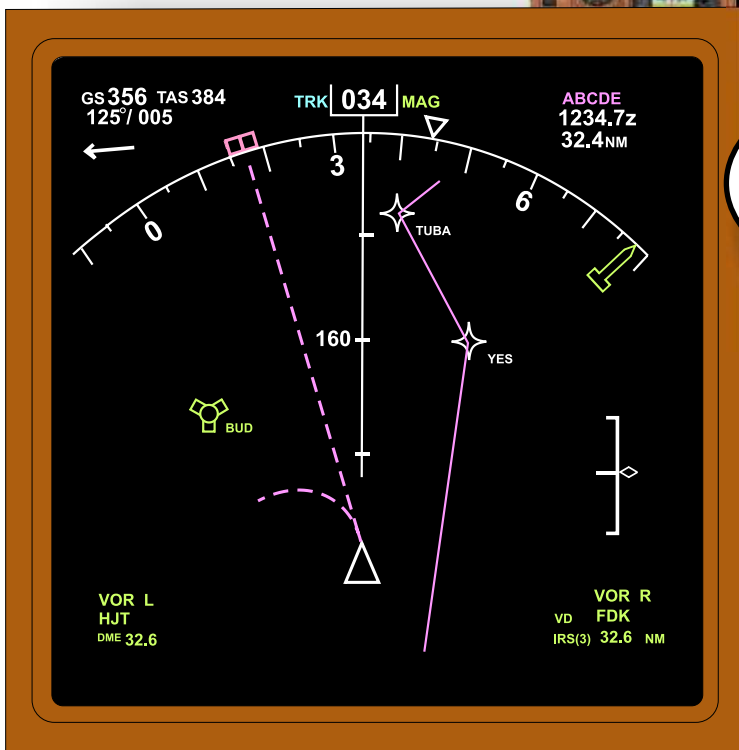 GS 356 TAS 384
125°/ 005
TRK 034 MAG
ABCDE
1234.7z
32.4NM
0
3
6
TUBA
160
YES
BUD
VOR L
HJT
DME 32.6
VOR R
VD FDK
IRS(3) 32.6 NM